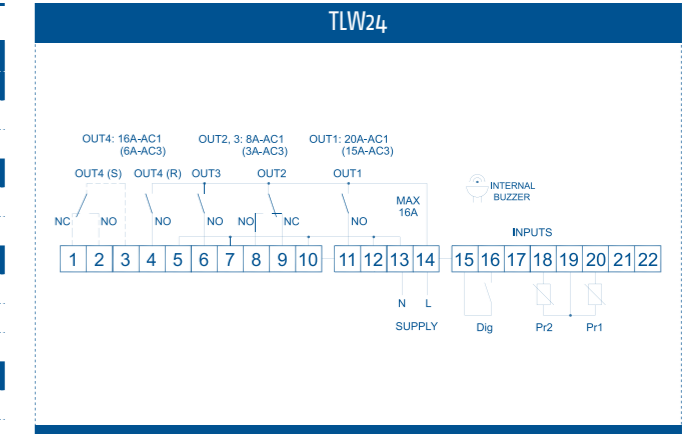 TLW24
OUT4: 16A-AC1 OUT2, 3: 8A-AC1 OUT1: 20A-AC1
(6A-AC3) (3A-AC3) (15A-AC3)
OUT4 (S) OUT4 (R) OUT3 OUT2 OUT1
INTERNAL
BUZZER
MAX
16A
NC NO NO NO NO NC NO
INPUTS
1 2 3 4 5 6 7 8 9 10 11 12 13 14 15 16 17 18 19 20 21 22
N L
SUPPLY Dig Pr2 Pr1